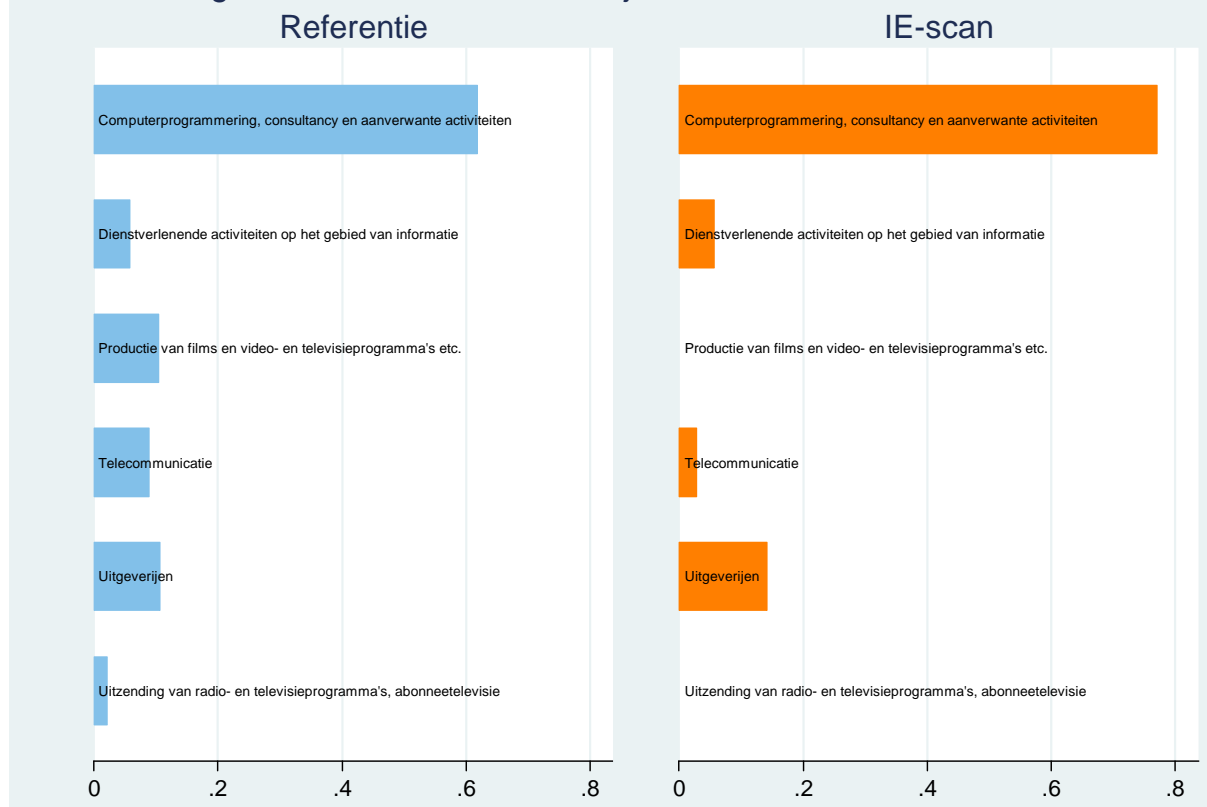 Referentie
Computerprogrammering, consultancy en aanverwante activiteiten
Dienstverlenende activiteiten op het gebied van informatie
Productie van films en video- en televisieprogramma's etc.
Telecommunicatie
Uitgeverijen
Uitzending van radio- en televisieprogramma's, abonneetelevisie
0 .2 .4 .6 .8
IE-scan
Computerprogrammering, consultancy en aanverwante activiteiten
Dienstverlenende activiteiten op het gebied van informatie
Productie van films en video- en televisieprogramma's etc.
Telecommunicatie
Uitgeverijen
Uitzending van radio- en televisieprogramma's, abonneetelevisie
0 .2 .4 .6 .8